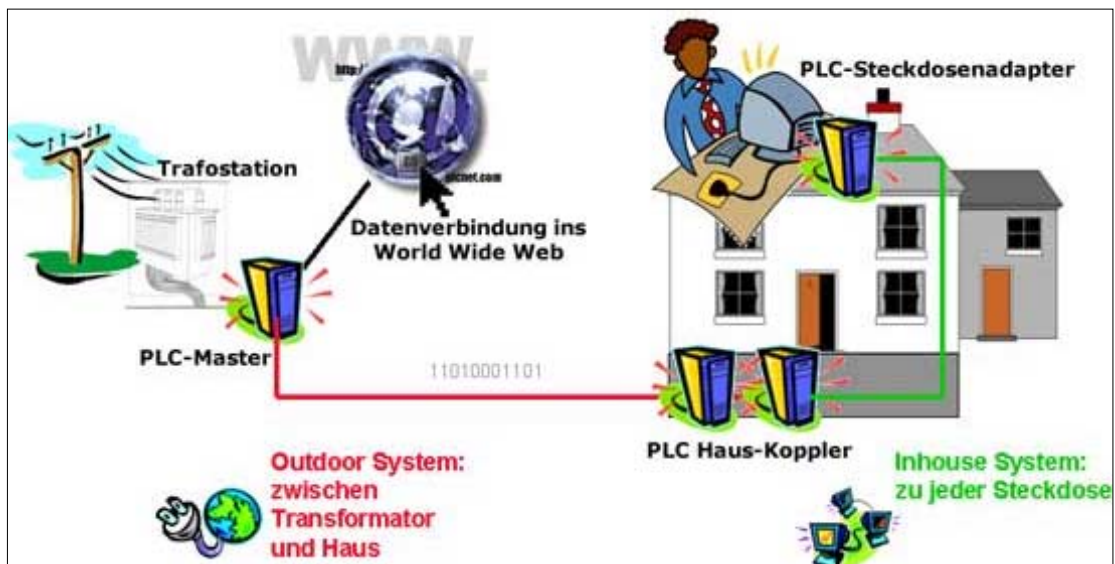 www.
http://
Trafostation
Datenverbindung ins
World Wide Web
PLC-Master
11010001101
PLC-Steckdosenadapter
PLC Haus-Koppler
Outdoor System:
zwischen
Transformator
und Haus
Inhouse System:
zu jeder Steckdose